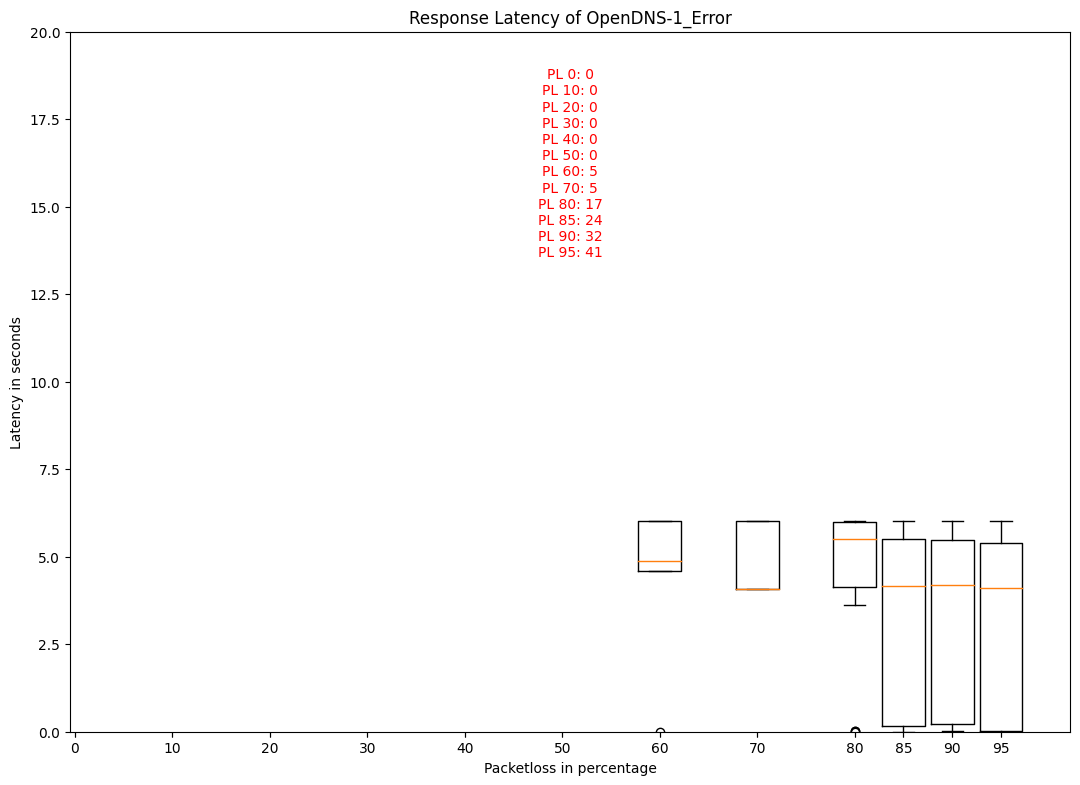 Response Latency of OpenDNS-1_Error
20.0
17.5
15.0
12.5
10.0
7.5
5.0
2.5
0.0
Latency in seconds
PL 0: 0
PL 10: 0
PL 20: 0
PL 30: 0
PL 40: 0
PL 50: 0
PL 60: 5
PL 70: 5
PL 80: 17
PL 85: 24
PL 90: 32
PL 95: 41
0 10 20 30 40 50 60 70 80 85 90 95
Packetloss in percentage